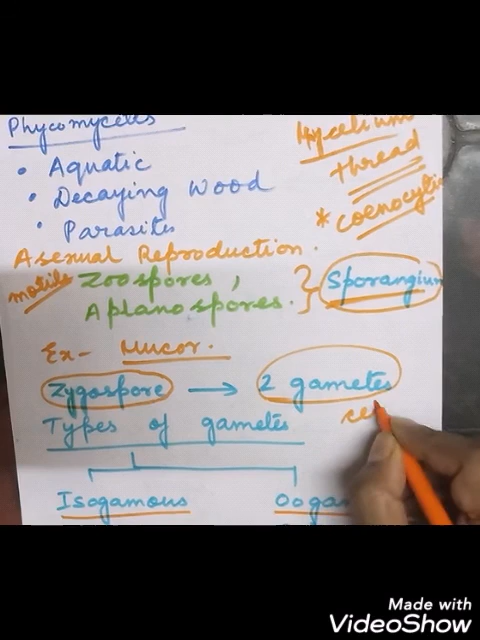 Phycomycetes
• Aquatic
• Decaying Wood
• Parasites
Mycelium
thread
* coenocytic
Asexual Reproduction.
motile Zoospores,
Aplanospores. } Sporangium
Ex- Mucor.
Zygospore → 2 gametes
Types of gametes
Isogamous Oogam
Made with
VideoShow